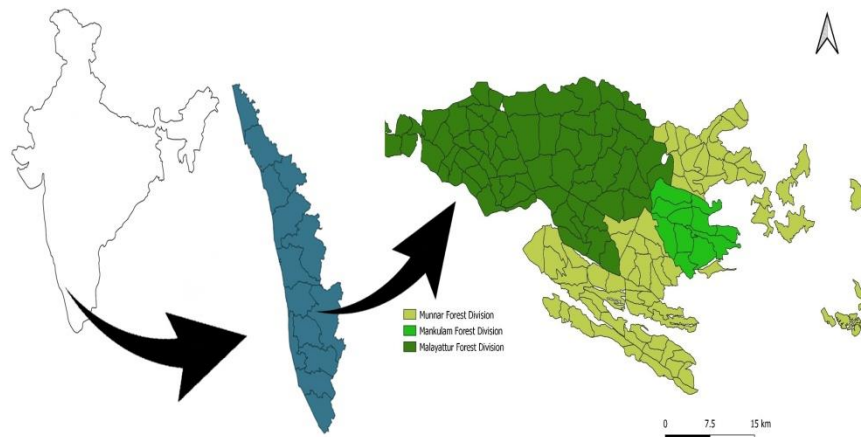 Munnar Forest Division
Mankulam Forest Division
Malayattur Forest Division
0 7.5 15 km